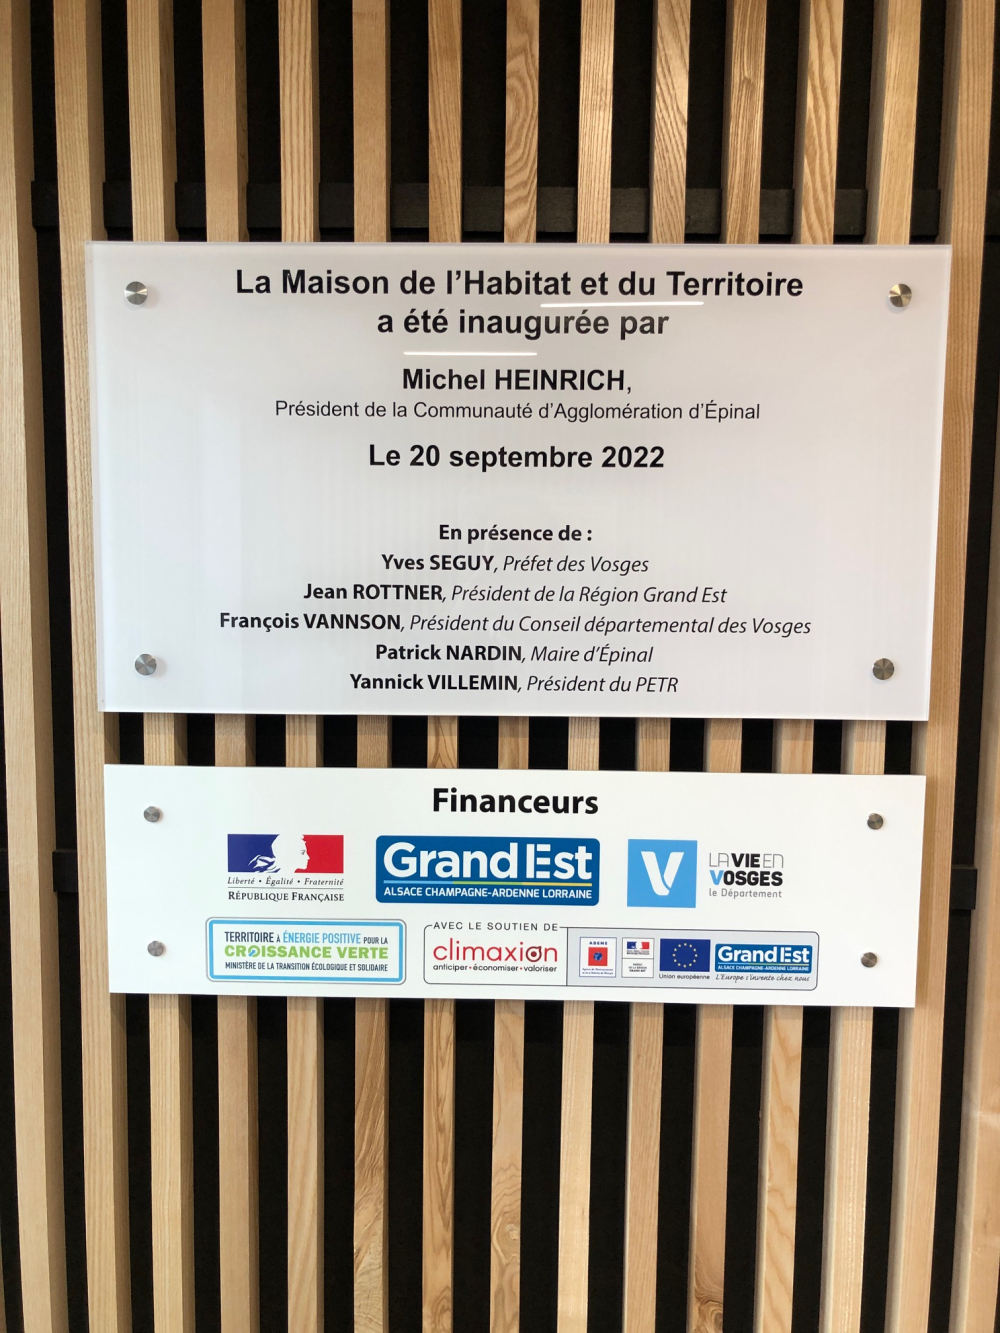 La Maison de l'Habitat et du Territoire
a été inaugurée par
Michel HEINRICH,
Président de la Communauté d'Agglomération d'Épinal
Le 20 septembre 2022
En présence de :
Yves SEGUY, Préfet des Vosges
Jean ROTTNER, Président de la Région Grand Est
François VANNSON, Président du Conseil départemental des Vosges
Patrick NARDIN, Maire d'Épinal
Yannick VILLEMIN, Président du PETR
Financeurs
Liberté • Égalité • Fraternité
RÉPUBLIQUE FRANÇAISE
Grand Est
ALSACE CHAMPAGNE-ARDENNE LORRAINE
V
LA VIE EN
VOSGES
le Département
TERRITOIRE À ÉNERGIE POSITIVE POUR LA
CROISSANCE VERTE
MINISTÈRE DE LA TRANSITION ÉCOLOGIQUE ET SOLIDAIRE
AVEC LE SOUTIEN DE
climaxion
anticiper • économiser • valoriser
ADEME
Union européenne
Grand Est
ALSACE CHAMPAGNE-ARDENNE LORRAINE
L'Europe s'invente chez nous